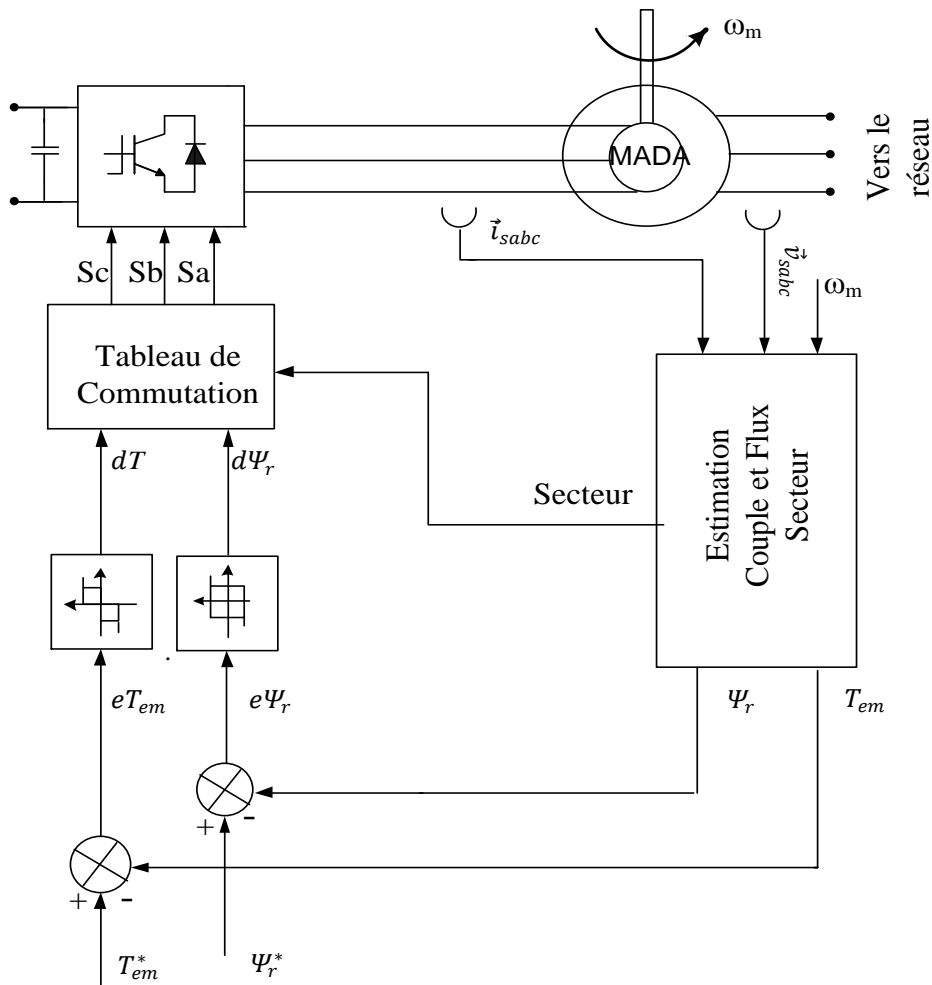 ωm
MADA
Vers le
réseau
i⃗sabc
v⃗sabc
ωm
Sc Sb Sa
Tableau de
Commutation
dT
dΨr
Secteur
Estimation
Couple et Flux
Secteur
eTem
eΨr
Ψr
Tem
+ -
+ -
T*em
Ψ*r